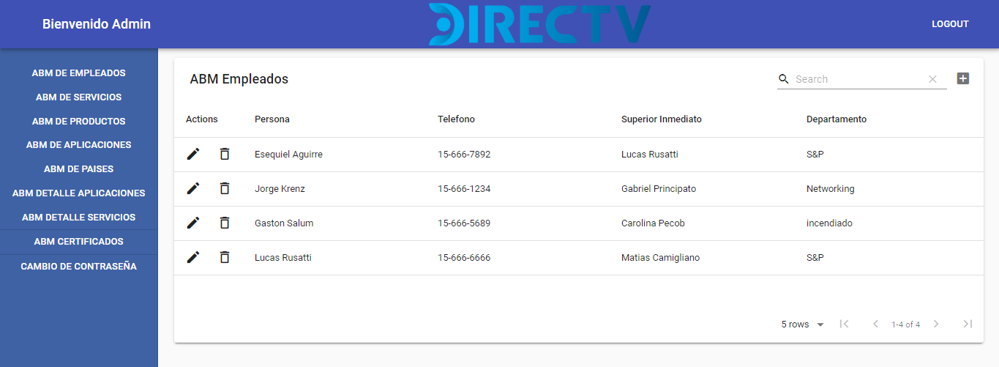 Bienvenido Admin
DIRECTV
LOGOUT
ABM DE EMPLEADOS
ABM DE SERVICIOS
ABM DE PRODUCTOS
ABM DE APLICACIONES
ABM DE PAISES
ABM DETALLE APLICACIONES
ABM DETALLE SERVICIOS
ABM CERTIFICADOS
CAMBIO DE CONTRASEÑA
ABM Empleados
Search
Actions Persona Telefono Superior Inmediato Departamento
Esequiel Aguirre 15-666-7892 Lucas Rusatti S&P
Jorge Krenz 15-666-1234 Gabriel Principato Networking
Gaston Salum 15-666-5689 Carolina Pecob incendiado
Lucas Rusatti 15-666-6666 Matias Camigliano S&P
5 rows 1-4 of 4